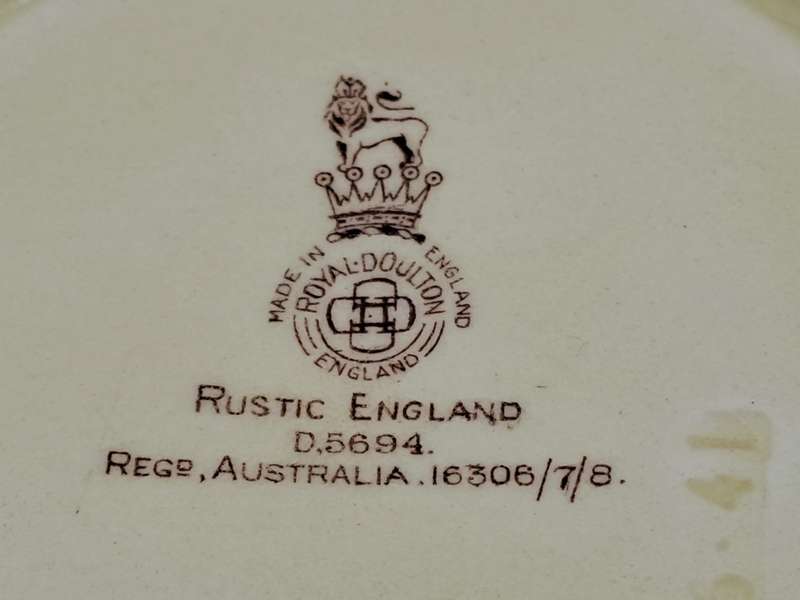 MADE IN ENGLAND
ROYAL·DOULTON
ENGLAND
RUSTIC ENGLAND
D.5694.
REGD, AUSTRALIA.16306/7/8.